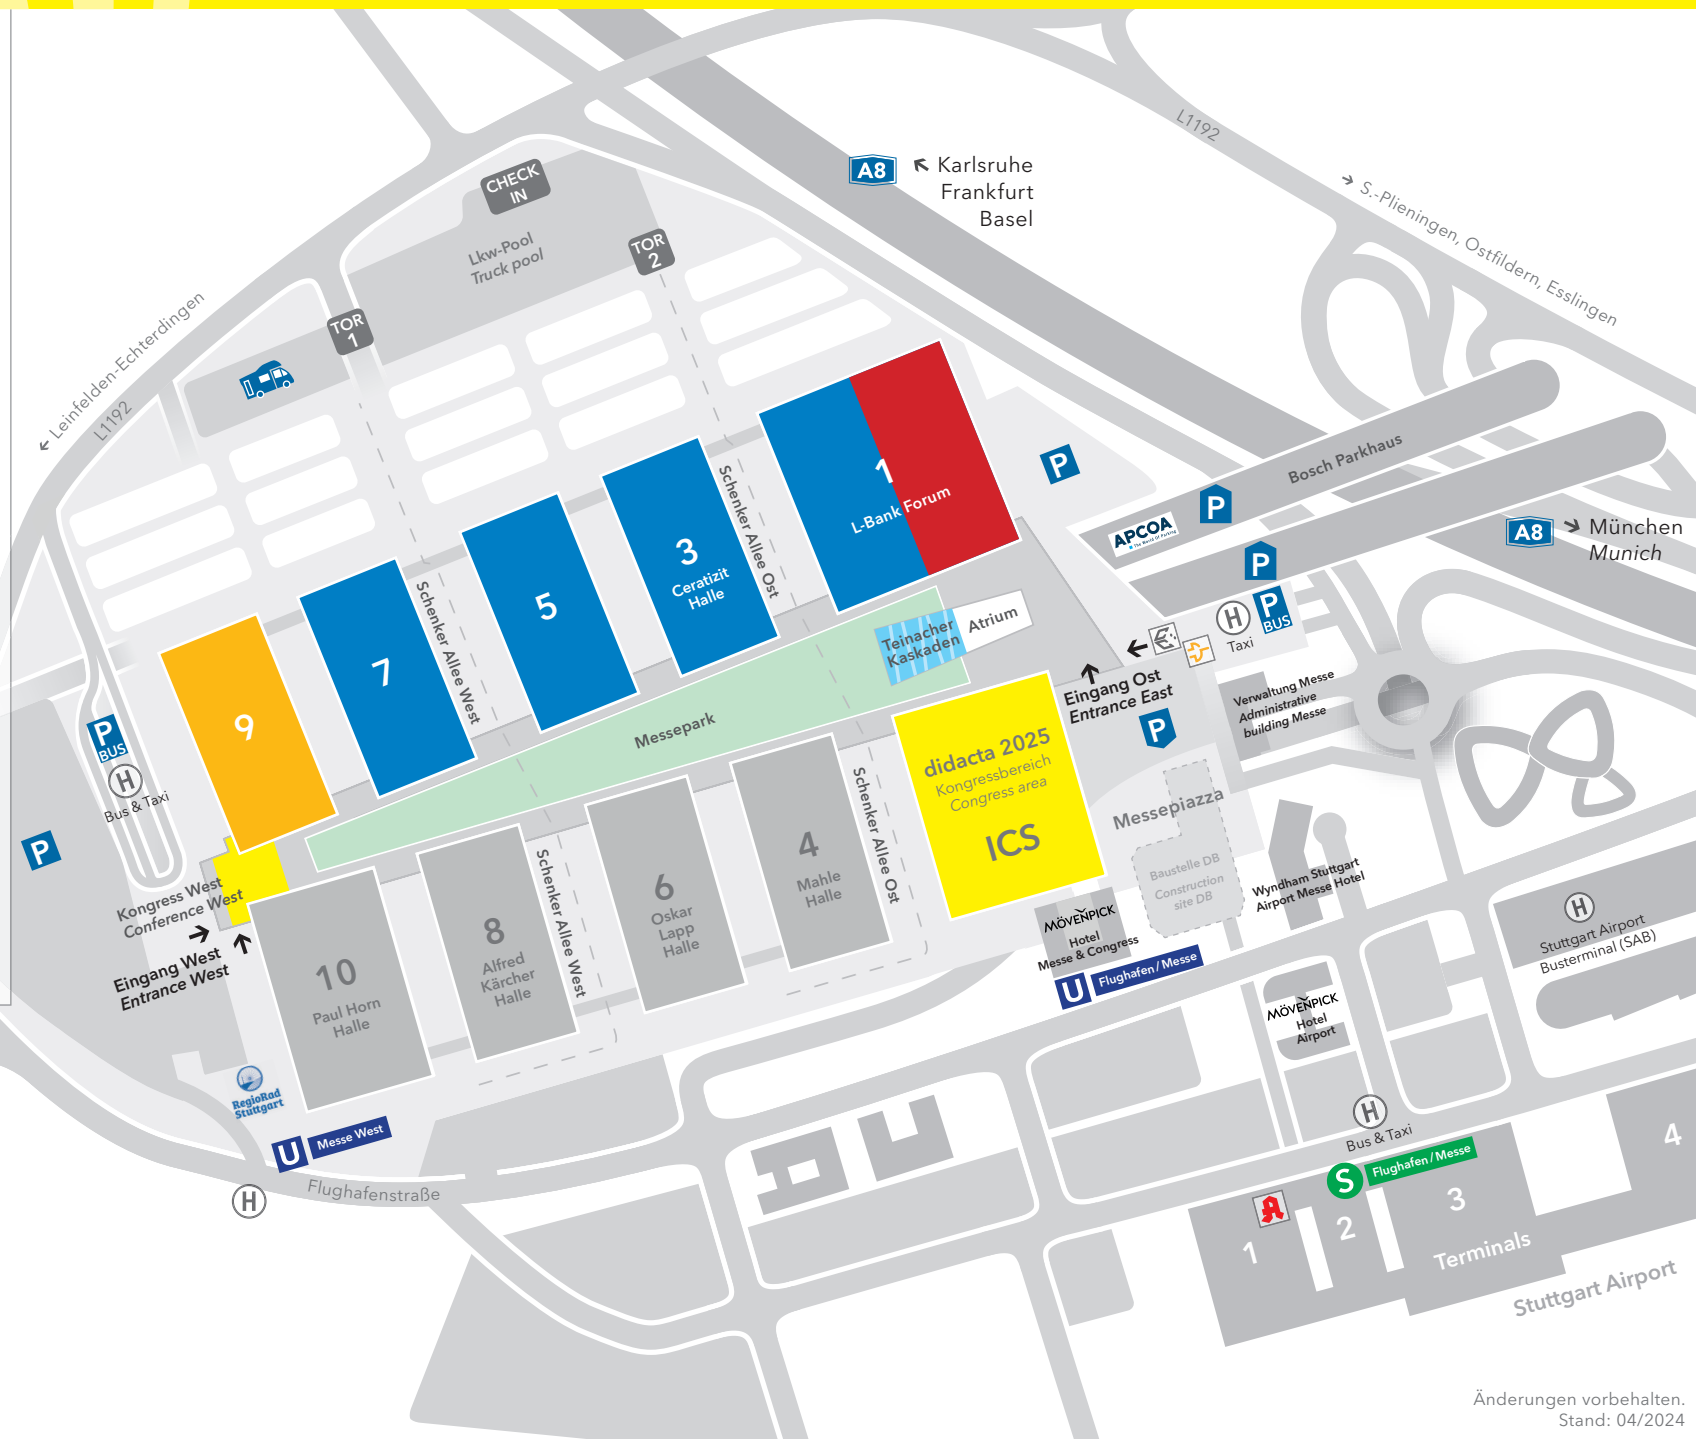 L1192
A8
Karlsruhe
Frankfurt
Basel
S.-Plieningen, Ostfildern, Esslingen
CHECK
IN
Lkw-Pool
Truck pool
TOR
2
TOR
1
Leinfelden-Echterdingen
L1192
1
L-Bank Forum
P
Bosch Parkhaus
P
APCOA
P
A8
München
Munich
Schenker Allee Ost
3
Ceratizit
Halle
5
Schenker Allee West
7
9
Teinacher
Kaskaden
Atrium
H
Taxi
P
BUS
Eingang Ost
Entrance East
P
Verwaltung Messe
Administrative
building Messe
Messepark
P
BUS
H
Bus & Taxi
P
didacta 2025
Kongressbereich
Congress area
ICS
Messepiazza
Baustelle DB
Construction
site DB
Wyndham Stuttgart
Airport Messe Hotel
Schenker Allee Ost
4
Mahle
Halle
6
Oskar
Lapp
Halle
Schenker Allee West
8
Alfred
Kärcher
Halle
10
Paul Horn
Halle
Kongress West
Conference West
Eingang West
Entrance West
MÖVENPICK
Hotel
Messe & Congress
U
Flughafen/Messe
H
Stuttgart Airport
Busterminal (SAB)
MÖVENPICK
Hotel
Airport
RegioRad
Stuttgart
U
Messe West
H
Flughafenstraße
H
Bus & Taxi
S
Flughafen/Messe
1
2
3
4
Terminals
Stuttgart Airport
Änderungen vorbehalten.
Stand: 04/2024